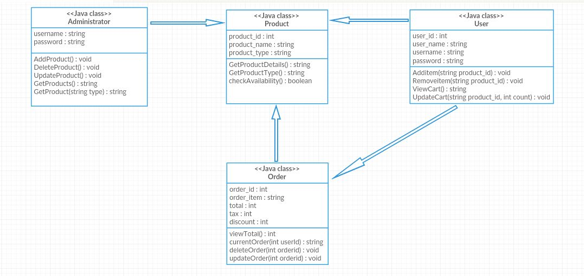 <<Java class>>
Administrator
username : string
password : string
AddProduct() : void
DeleteProduct() : void
UpdateProduct() : void
GetProducts() : string
GetProduct(string type) : string
<<Java class>>
Product
product_id : int
product_name : string
product_type : string
GetProductDetails() : string
GetProductType() : string
checkAvailability() : boolean
<<Java class>>
User
user_id : int
user_name : string
username : string
password : string
AddItem(string product_id) : void
RemoveItem(string product_id) : void
ViewCart() : string
UpdateCart(string product_id, int count) : void
<<Java class>>
Order
order_id : int
order_item : string
total : int
tax : int
discount : int
viewTotal() : int
currentOrder(int userId) : string
deleteOrder(int orderid) : void
updateOrder(int orderid) : void